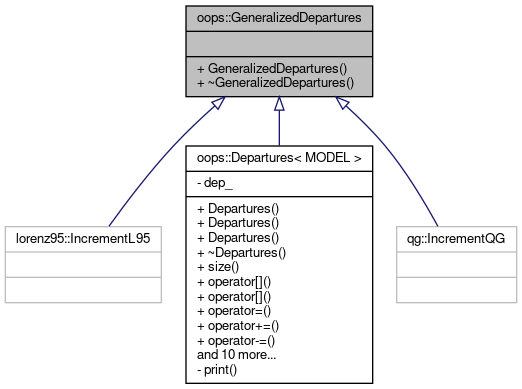 oops::GeneralizedDepartures
+ GeneralizedDepartures()
+ ~GeneralizedDepartures()
oops::Departures< MODEL >
- dep_
+ Departures()
+ Departures()
+ Departures()
+ ~Departures()
+ size()
+ operator[]()
+ operator[]()
+ operator=()
+ operator+=()
+ operator-=()
and 10 more...
- print()
lorenz95::IncrementL95
qg::IncrementQG